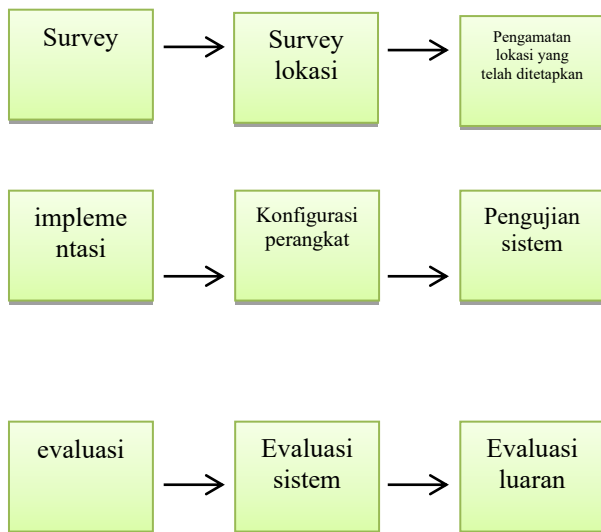 Survey
Survey
lokasi
Pengamatan
lokasi yang
telah ditetapkan
impleme
ntasi
Konfigurasi
perangkat
Pengujian
sistem
evaluasi
Evaluasi
sistem
Evaluasi
luaran